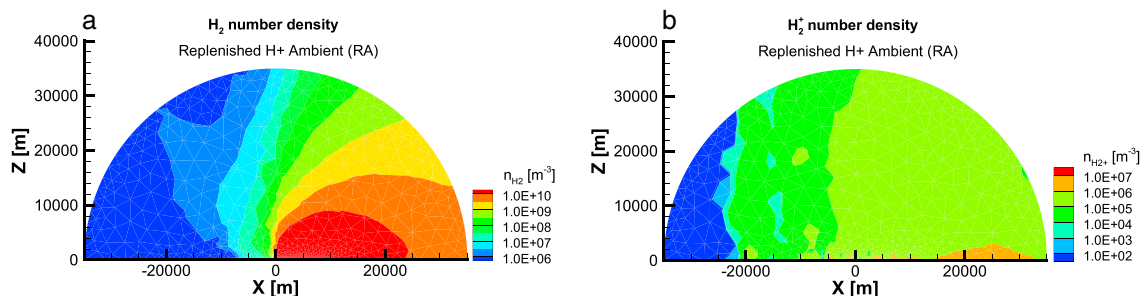 a
H₂ number density
Replenished H+ Ambient (RA)
40000
30000
20000
10000
0
Z [m]
-20000
0
20000
X [m]
n_H2 [m⁻³]
1.0E+10
1.0E+09
1.0E+08
1.0E+07
1.0E+06
b
H₂⁺ number density
Replenished H+ Ambient (RA)
40000
30000
20000
10000
0
Z [m]
-20000
0
20000
X [m]
n_H2+ [m⁻³]
1.0E+07
1.0E+06
1.0E+05
1.0E+04
1.0E+03
1.0E+02